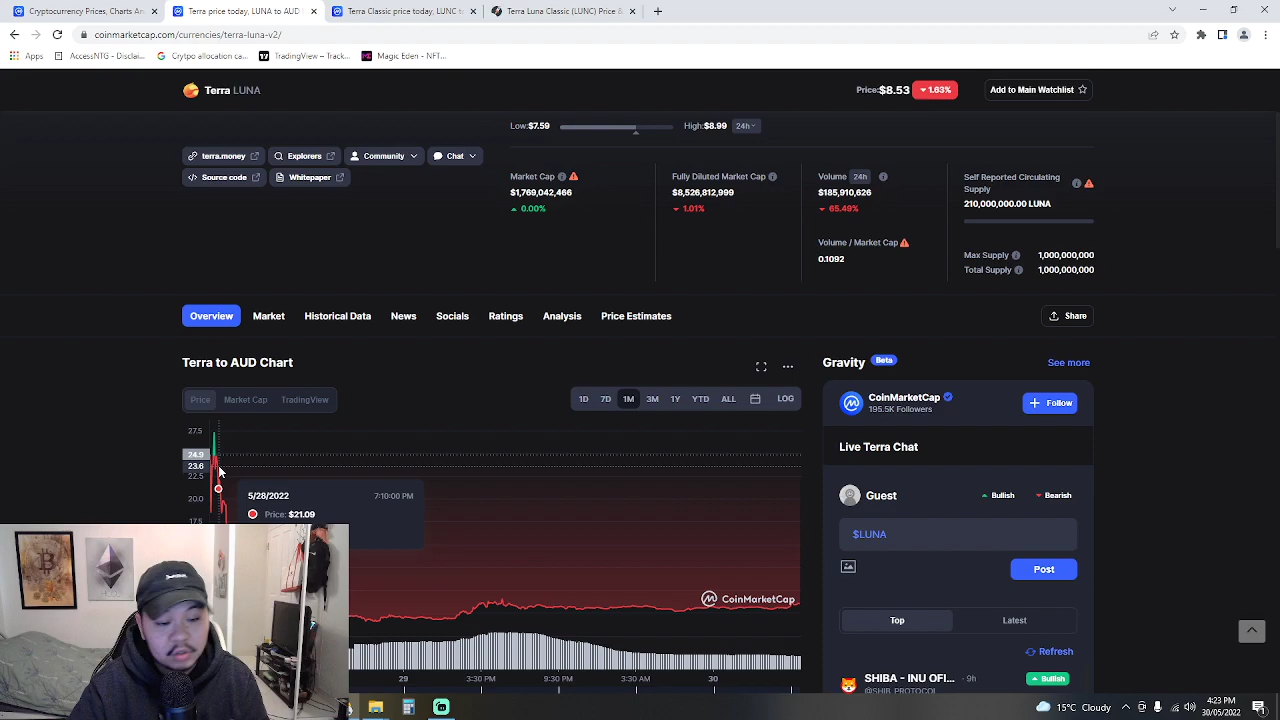 Cryptocurrency Prices, Charts An
Terra price today, LUNA to AUD
Terra Classic price today, LUNC to
Terra Luna Classic (LUNC) Price &
coinmarketcap.com/currencies/terra-luna-v2/
Apps
AccessNTG - Disclai...
Crytpo allocation ca...
TradingView – Track...
Magic Eden - NFT...
Terra LUNA
Price: $8.53
1.63%
Add to Main Watchlist
Low: $7.59
High: $8.99
24h
terra.money
Explorers
Community
Chat
Source code
Whitepaper
Market Cap
$1,769,042,466
0.00%
Fully Diluted Market Cap
$8,526,812,999
1.01%
Volume 24h
$185,910,626
65.49%
Volume / Market Cap
0.1092
Self Reported Circulating
Supply
210,000,000.00 LUNA
Max Supply 1,000,000,000
Total Supply 1,000,000,000
Overview
Market
Historical Data
News
Socials
Ratings
Analysis
Price Estimates
Share
Terra to AUD Chart
Price
Market Cap
TradingView
1D
7D
1M
3M
1Y
YTD
ALL
LOG
27.5
24.9
23.6
22.5
20.0
17.5
5/28/2022 7:10:00 PM
Price: $21.09
CoinMarketCap
29
3:30 PM
9:30 PM
3:30 AM
30
Gravity Beta
See more
CoinMarketCap
195.5K Followers
Follow
Live Terra Chat
Guest
Bullish
Bearish
$LUNA
Post
Top
Latest
Refresh
SHIBA - INU OFI... · 9h
Bullish
@SHIB_PROTOCOL
15°C Cloudy
4:23 PM
30/05/2022